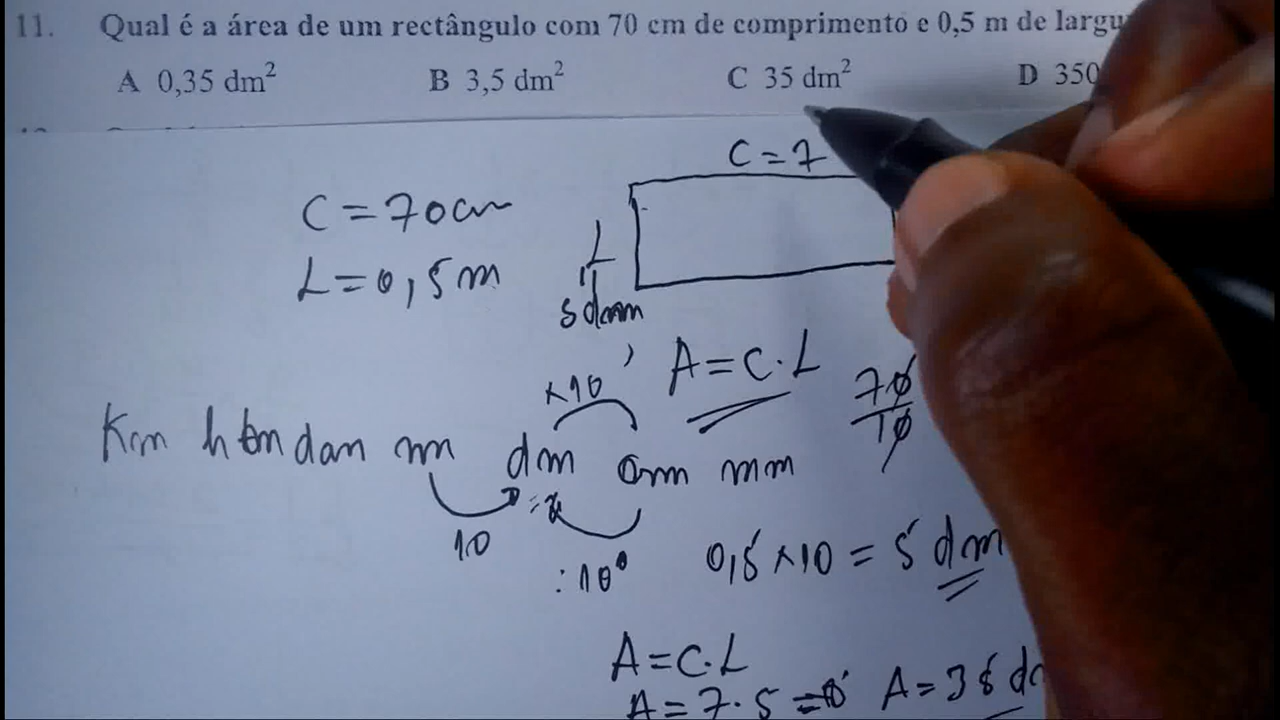 11. Qual é a área de um rectângulo com 70 cm de comprimento e 0,5 m de largu
A 0,35 dm² B 3,5 dm² C 35 dm² D 350
C = 7
C = 70cm
L = 0,5m
L
5dm
A = C.L
70/10
×10
Km hm dam m dm cm mm
10
:10
0,5 × 10 = 5 dm
A = C.L
A = 7.5 = A = 35 d